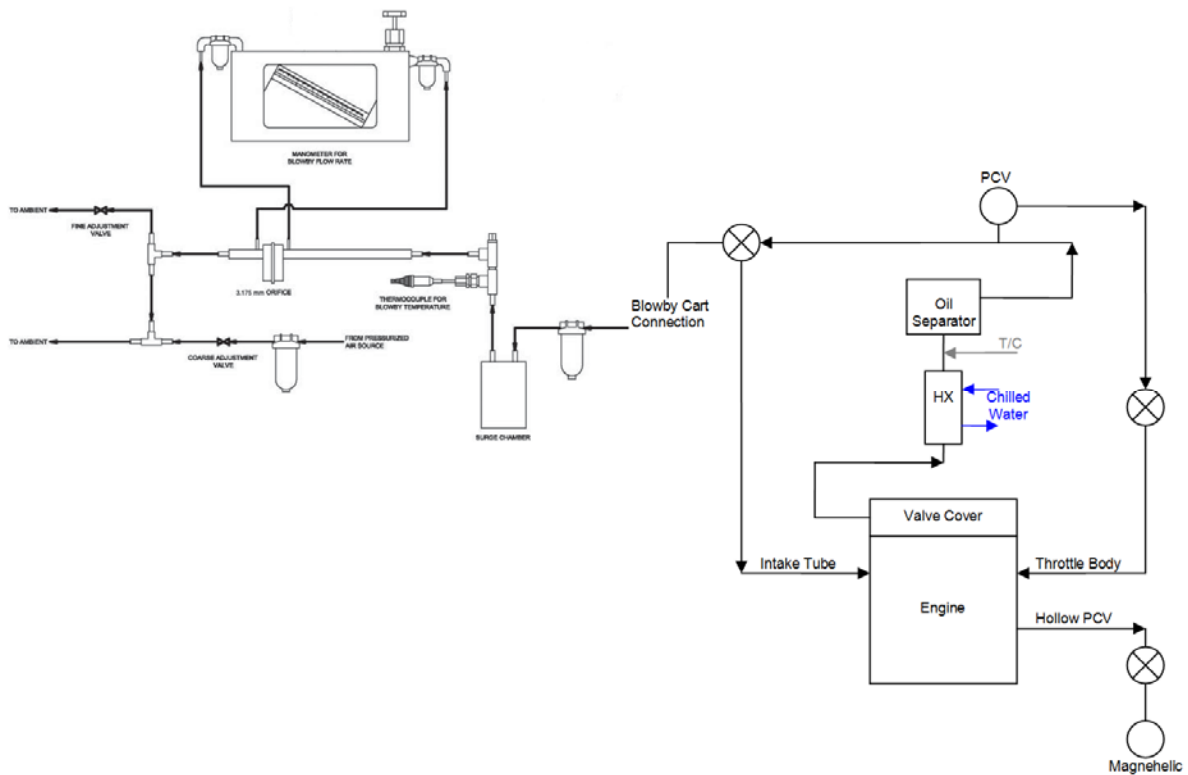 MANOMETER FOR
BLOWBY FLOW RATE
TO AMBIENT
FINE ADJUSTMENT
VALVE
3.175 mm ORIFICE
THERMOCOUPLE FOR
BLOWBY TEMPERATURE
TO AMBIENT
COARSE ADJUSTMENT
VALVE
FROM PRESSURIZED
AIR SOURCE
SURGE CHAMBER
PCV
Blowby Cart
Connection
Oil
Separator
T/C
HX
Chilled
Water
Valve Cover
Intake Tube
Throttle Body
Engine
Hollow PCV
Magnehelic